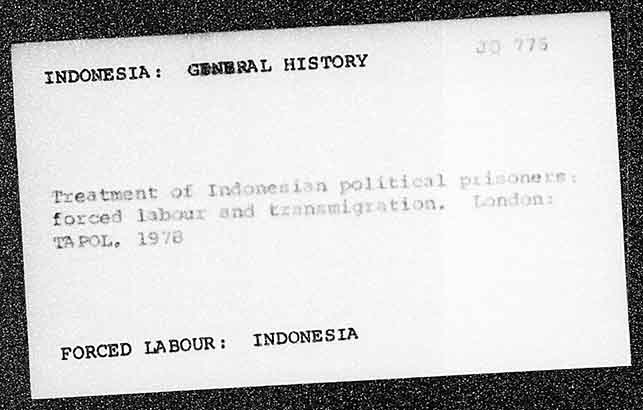 JO 775
INDONESIA: GENERAL HISTORY
Treatment of Indonesian political prisoners:
forced labour and transmigration. London:
TAPOL, 1978
FORCED LABOUR: INDONESIA